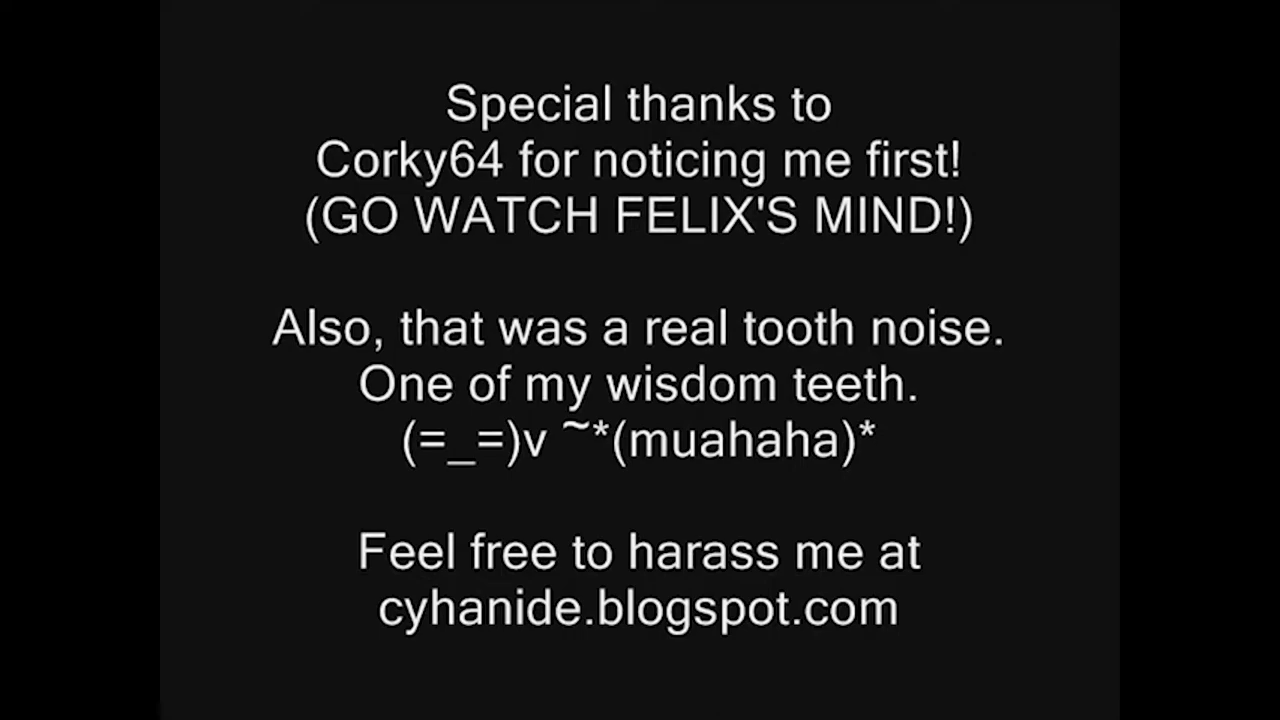 Special thanks to
Corky64 for noticing me first!
(GO WATCH FELIX'S MIND!)
Also, that was a real tooth noise.
One of my wisdom teeth.
(=_=)v ~*(muahaha)*
Feel free to harass me at
cyhanide.blogspot.com